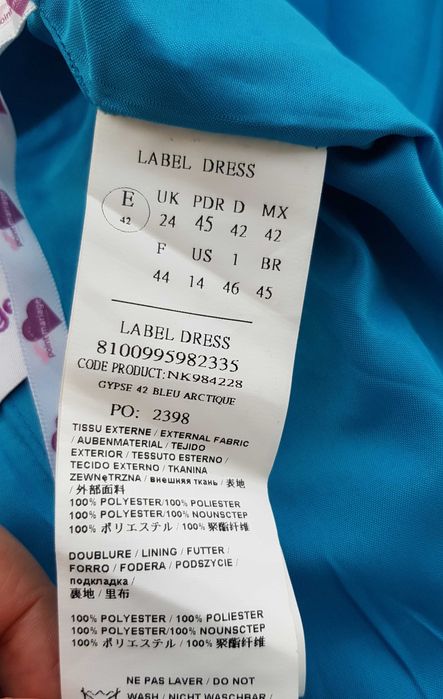 LABEL DRESS
E UK PDR D MX
42 24 45 42 42
F US 1 BR
44 14 46 45
LABEL DRESS
8100995982335
CODE PRODUCT: NK984228
GYPSE 42 BLEU ARCTIQUE
PO: 2398
TISSU EXTERNE / EXTERNAL FABRIC
/ AUBENMATERIAL / TEJIDO
EXTERIOR / TESSUTO ESTERNO /
TECIDO EXTERNO / TKANINA
ZEWNęTRZNA / внешняя ткань / 表地
/ 外部面料
100% POLYESTER / 100% POLIESTER
100% POLYESTER / 100% NOUNSCTEP
100% ポリエステル / 100% 聚酯纤维
DOUBLURE / LINING / FUTTER /
FORRO / FODERA / PODSZYCIE /
подкладка /
裏地 / 里布
100% POLYESTER / 100% POLIESTER
100% POLYESTER / 100% NOUNSCTEP
100% ポリエステル / 100% 聚酯纤维
NE PAS LAVER / DO NOT
WASH / NICHT WASCHBAR /